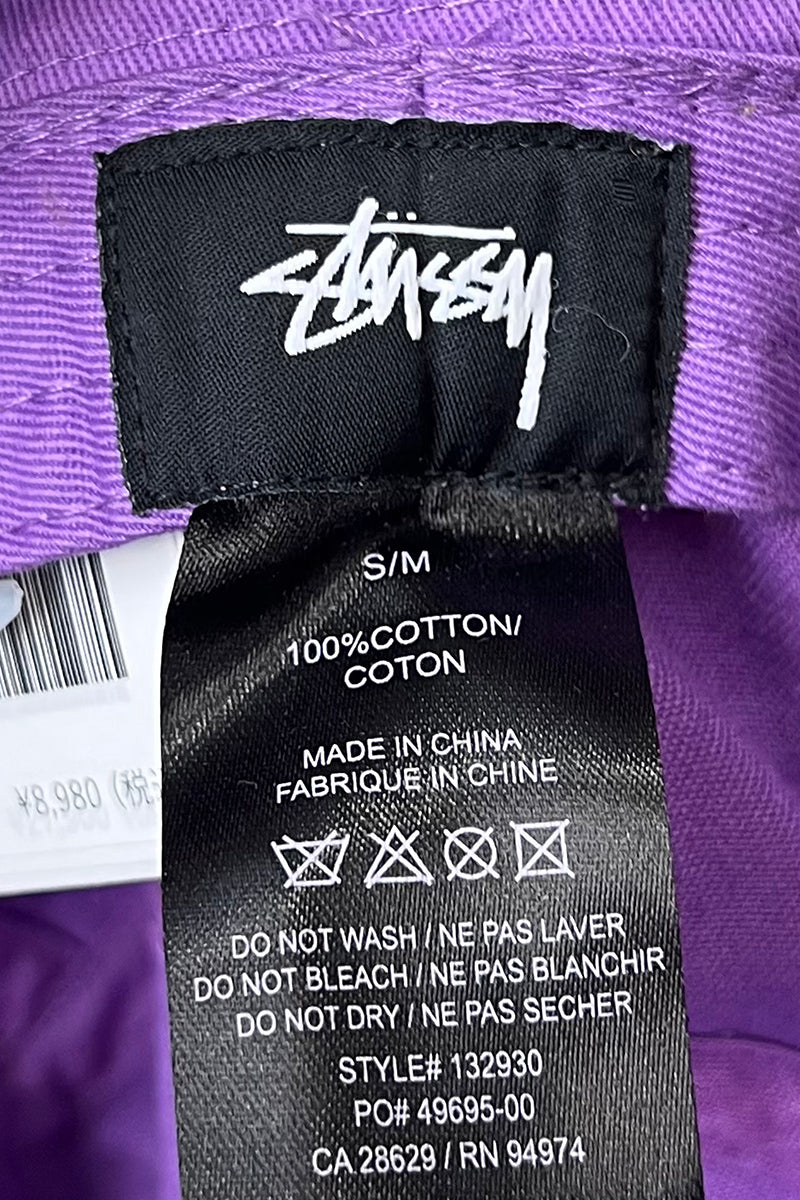 Stüssy
S/M
100%COTTON/
COTON
MADE IN CHINA
FABRIQUE IN CHINE
¥8,980 (税
DO NOT WASH / NE PAS LAVER
DO NOT BLEACH / NE PAS BLANCHIR
DO NOT DRY / NE PAS SECHER
STYLE# 132930
PO# 49695-00
CA 28629 / RN 94974